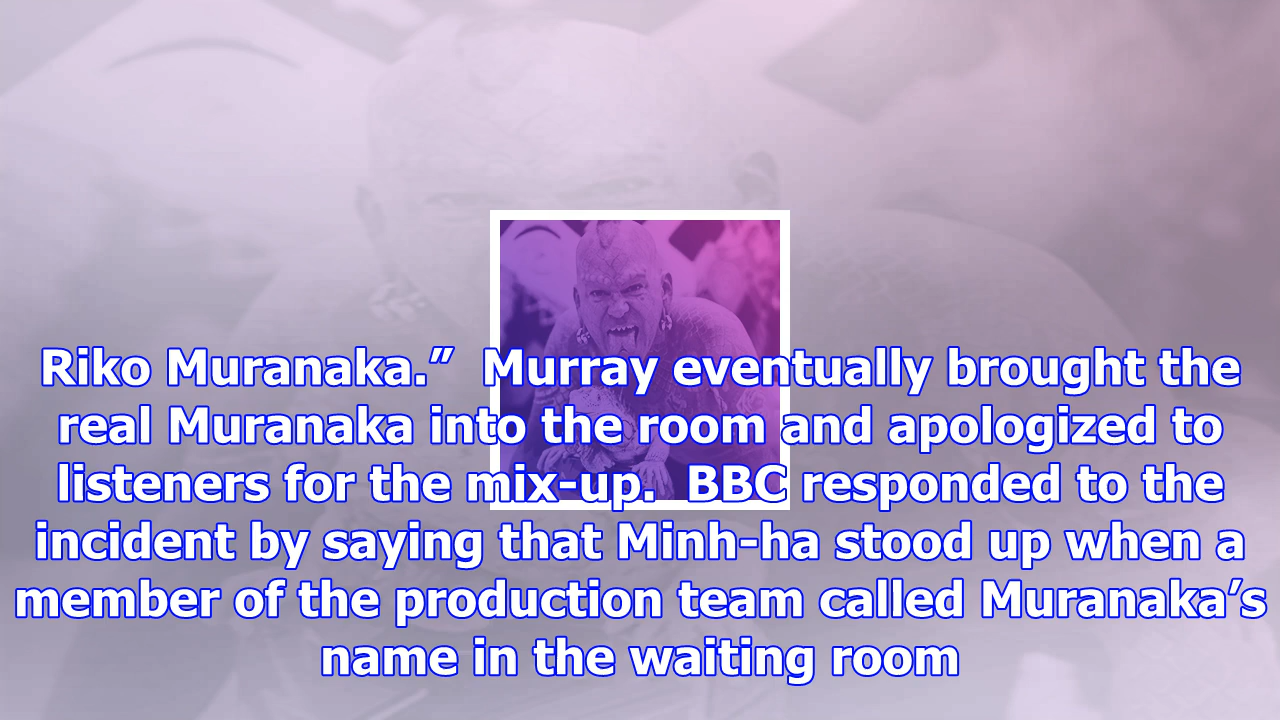 Riko Muranaka.”  Murray eventually brought the
real Muranaka into the room and apologized to
listeners for the mix-up.  BBC responded to the
incident by saying that Minh-ha stood up when a
member of the production team called Muranaka’s
name in the waiting room